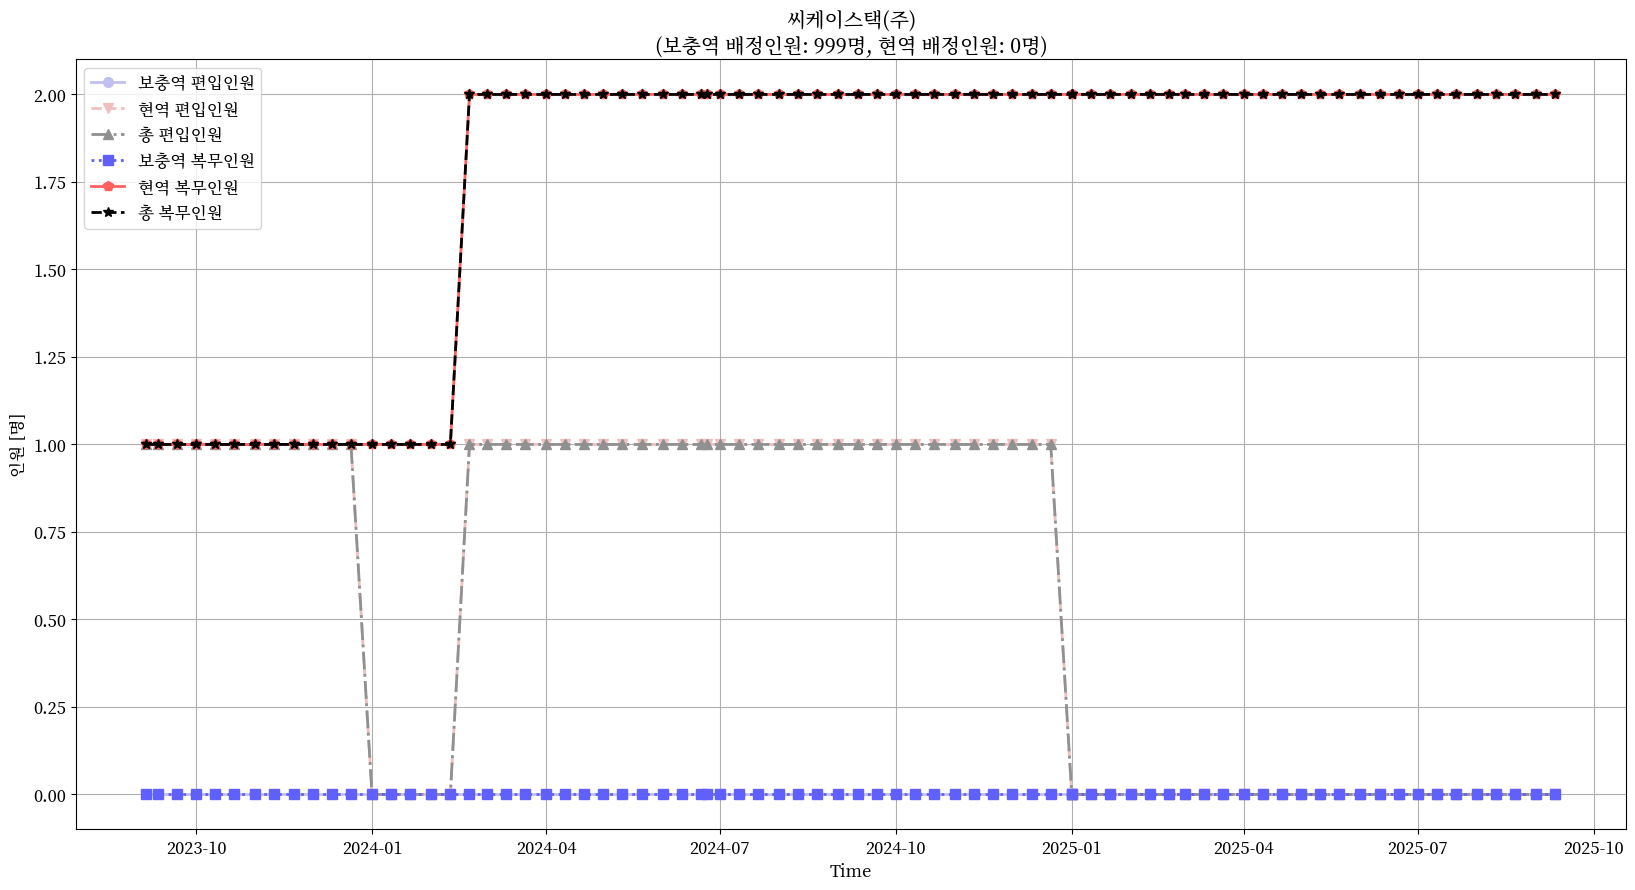 씨케이스택(주)
(보충역 배정인원: 999명, 현역 배정인원: 0명)
보충역 편입인원
현역 편입인원
총 편입인원
보충역 복무인원
현역 복무인원
총 복무인원
인원 [명]
2.00
1.75
1.50
1.25
1.00
0.75
0.50
0.25
0.00
2023-10 2024-01 2024-04 2024-07 2024-10 2025-01 2025-04 2025-07 2025-10
Time